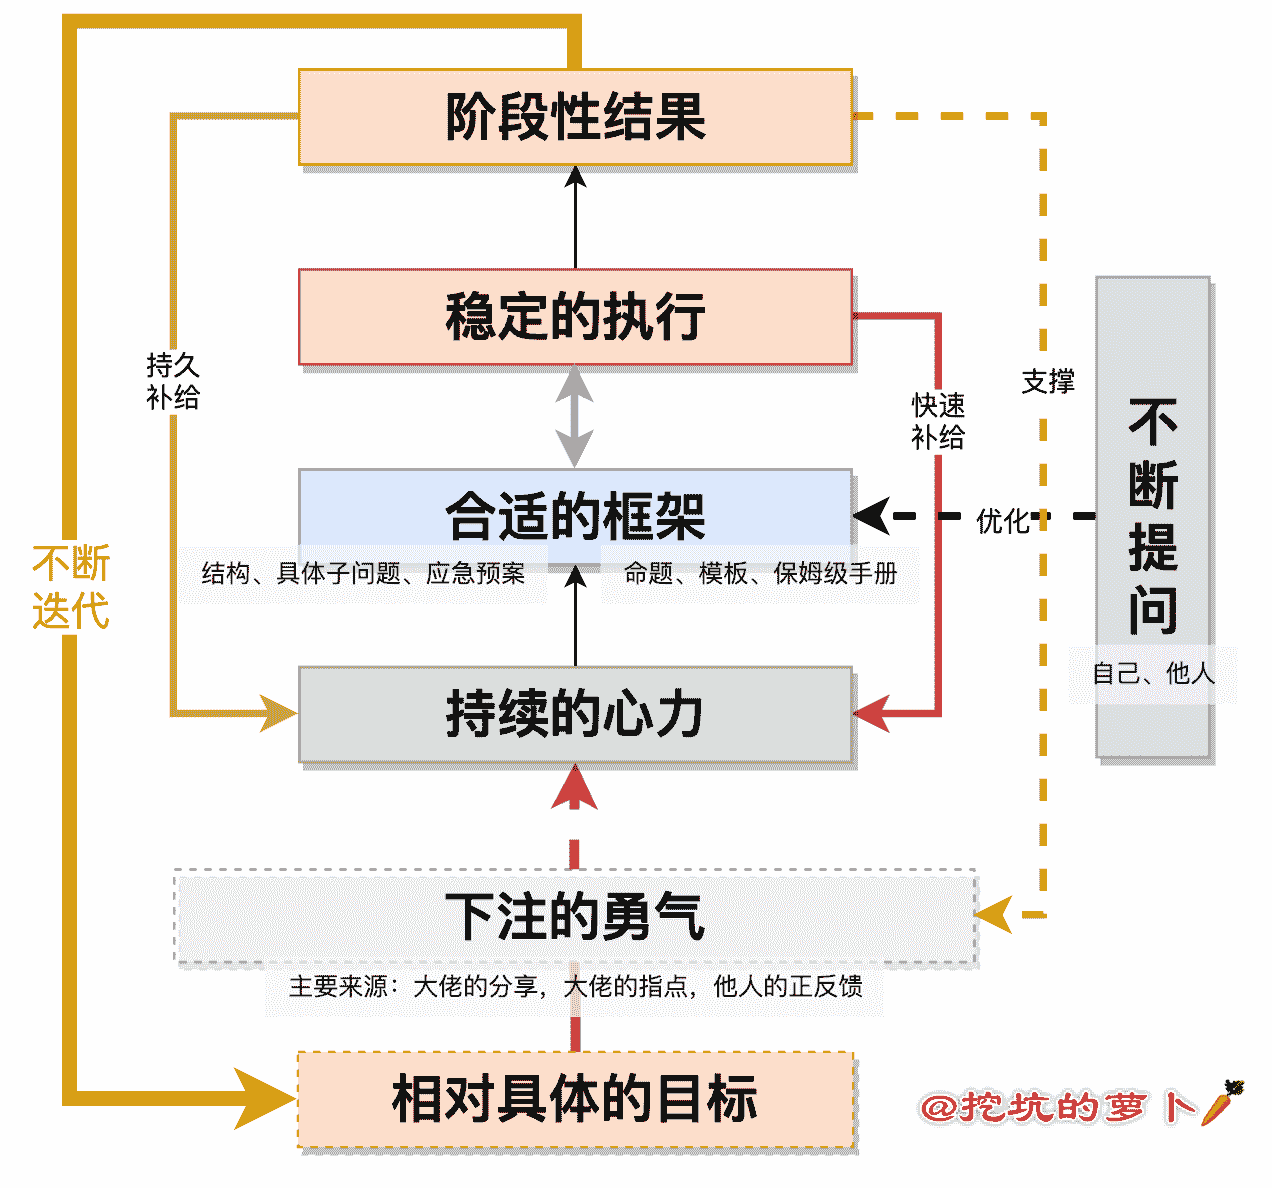 阶段性结果
稳定的执行
持久
补给
快速
补给
支撑
不断提问
合适的框架
优化
结构、具体子问题、应急预案
命题、模板、保姆级手册
不断
迭代
自己、他人
持续的心力
下注的勇气
主要来源：大佬的分享，大佬的指点，他人的正反馈
相对具体的目标
@挖坑的萝卜